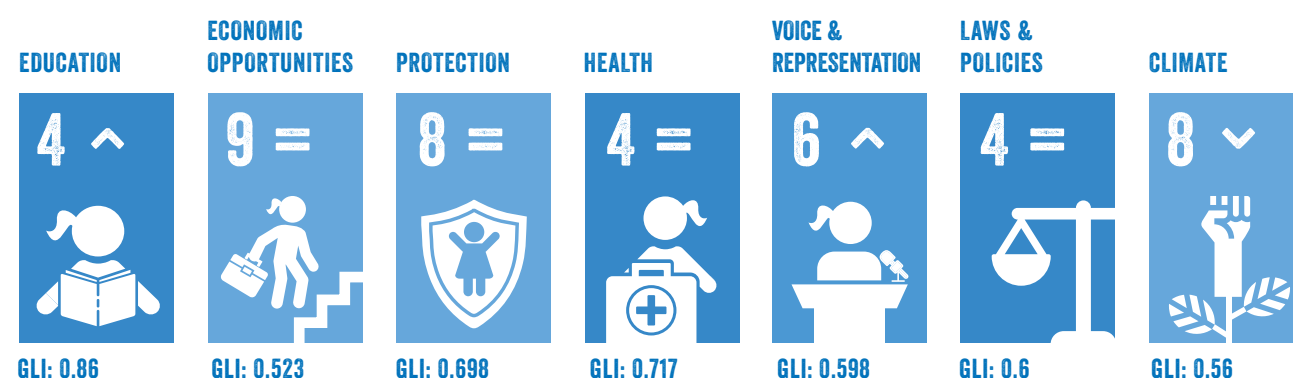 EDUCATION
4 ^
GLI: 0.86
ECONOMIC
OPPORTUNITIES
9 =
GLI: 0.523
PROTECTION
8 =
GLI: 0.698
HEALTH
4 =
GLI: 0.717
VOICE &
REPRESENTATION
6 ^
GLI: 0.598
LAWS &
POLICIES
4 =
GLI: 0.6
CLIMATE
8 ⌄
GLI: 0.56